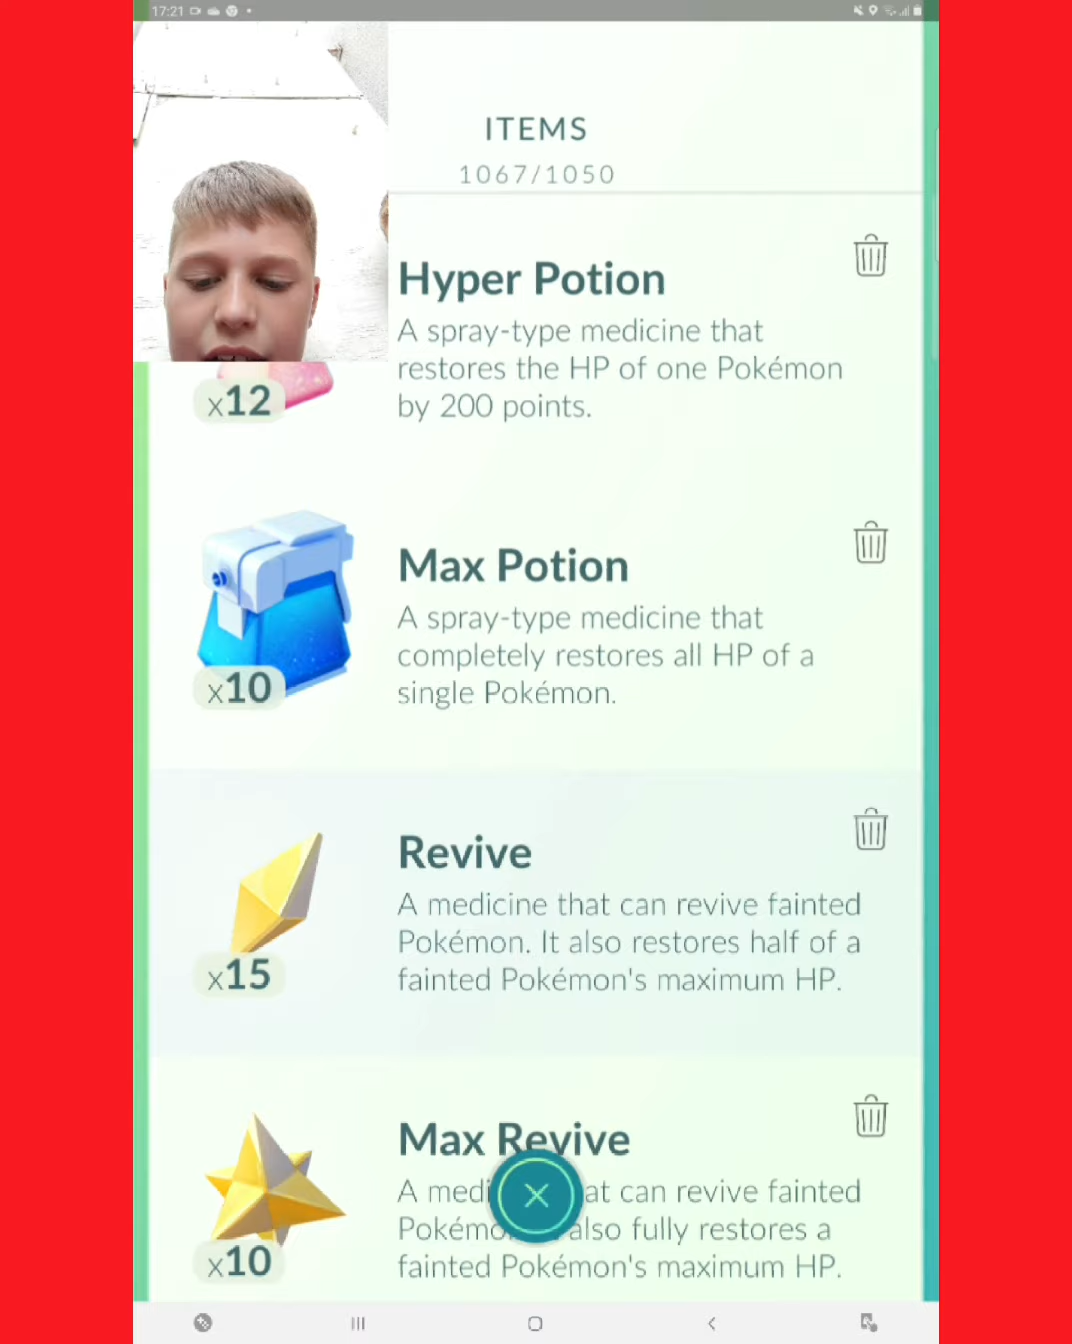 17:21
ITEMS
1067/1050
Hyper Potion
A spray-type medicine that
restores the HP of one Pokémon
by 200 points.
x12
Max Potion
A spray-type medicine that
completely restores all HP of a
single Pokémon.
x10
Revive
A medicine that can revive fainted
Pokémon. It also restores half of a
fainted Pokémon's maximum HP.
x15
Max Revive
A medi at can revive fainted
Pokémo also fully restores a
fainted Pokémon's maximum HP.
x10